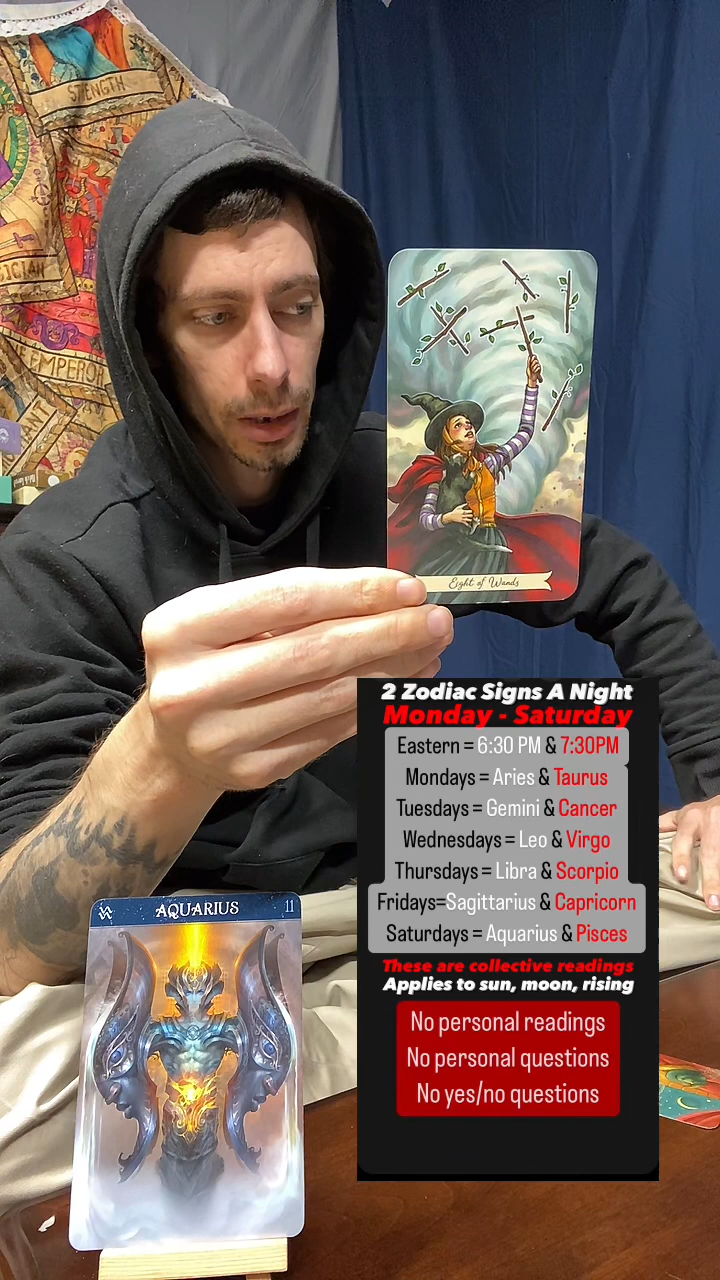 STRENGTH
EMPEROR
Eight of Wands
2 Zodiac Signs A Night
Monday - Saturday
Eastern = 6:30 PM & 7:30PM
Mondays = Aries & Taurus
Tuesdays = Gemini & Cancer
Wednesdays = Leo & Virgo
Thursdays = Libra & Scorpio
Fridays=Sagittarius & Capricorn
Saturdays = Aquarius & Pisces
These are collective readings
Applies to sun, moon, rising
No personal readings
No personal questions
No yes/no questions
AQUARIUS 11